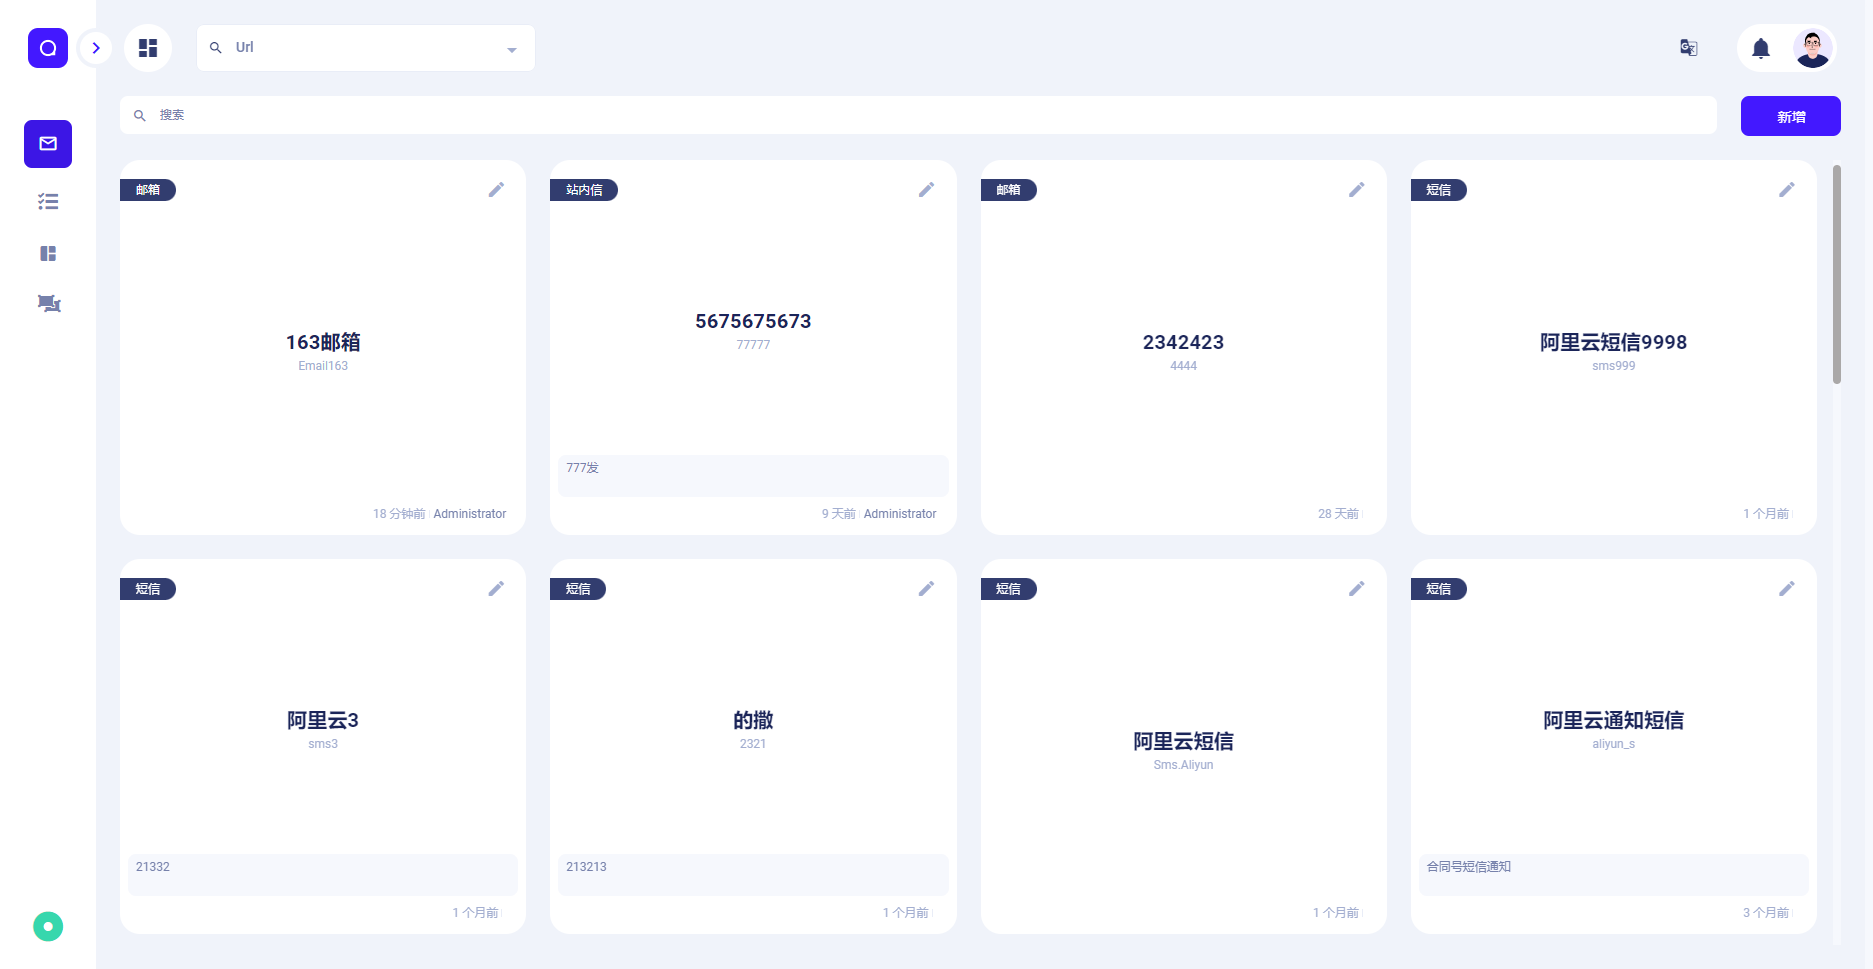 Url
搜索
新增
邮箱
163邮箱
Email163
18 分钟前 Administrator
站内信
5675675673
77777
777发
9 天前 Administrator
邮箱
2342423
4444
28 天前
短信
阿里云短信9998
sms999
1 个月前
短信
阿里云3
sms3
21332
1 个月前
短信
的撒
2321
213213
1 个月前
短信
阿里云短信
Sms.Aliyun
1 个月前
短信
阿里云通知短信
aliyun_s
合同号短信通知
3 个月前